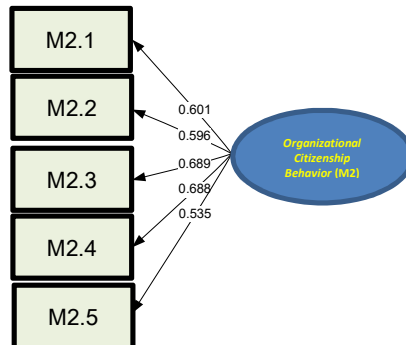 M2.1
M2.2
M2.3
M2.4
M2.5
0.601
0.596
0.689
0.688
0.535
Organizational
Citizenship
Behavior (M2)